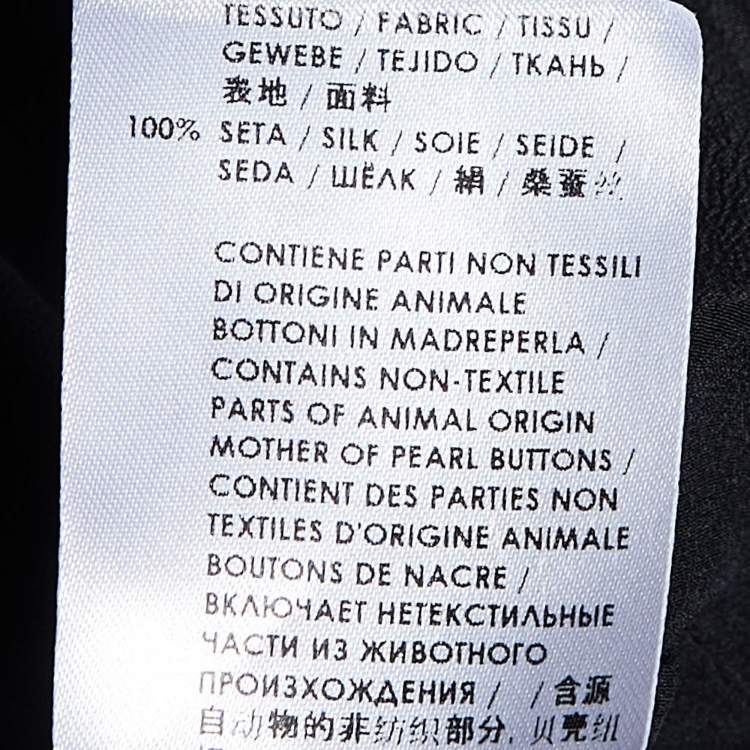 TESSUTO / FABRIC / TISSU /
GEWEBE / TEJIDO / ТКАНЬ /
表地 / 面料
100% SETA / SILK / SOIE / SEIDE /
SEDA / ШЁЛК / 絹 / 桑蚕丝
CONTIENE PARTI NON TESSILI
DI ORIGINE ANIMALE
BOTTONI IN MADREPERLA /
CONTAINS NON-TEXTILE
PARTS OF ANIMAL ORIGIN
MOTHER OF PEARL BUTTONS /
CONTIENT DES PARTIES NON
TEXTILES D'ORIGINE ANIMALE
BOUTONS DE NACRE /
ВКЛЮЧАЕТ НЕТЕКСТИЛЬНЫЕ
ЧАСТИ ИЗ ЖИВОТНОГО
ПРОИЗХОЖДЕНИЯ / / 含源
自动物的非纺织部分, 贝壳纽